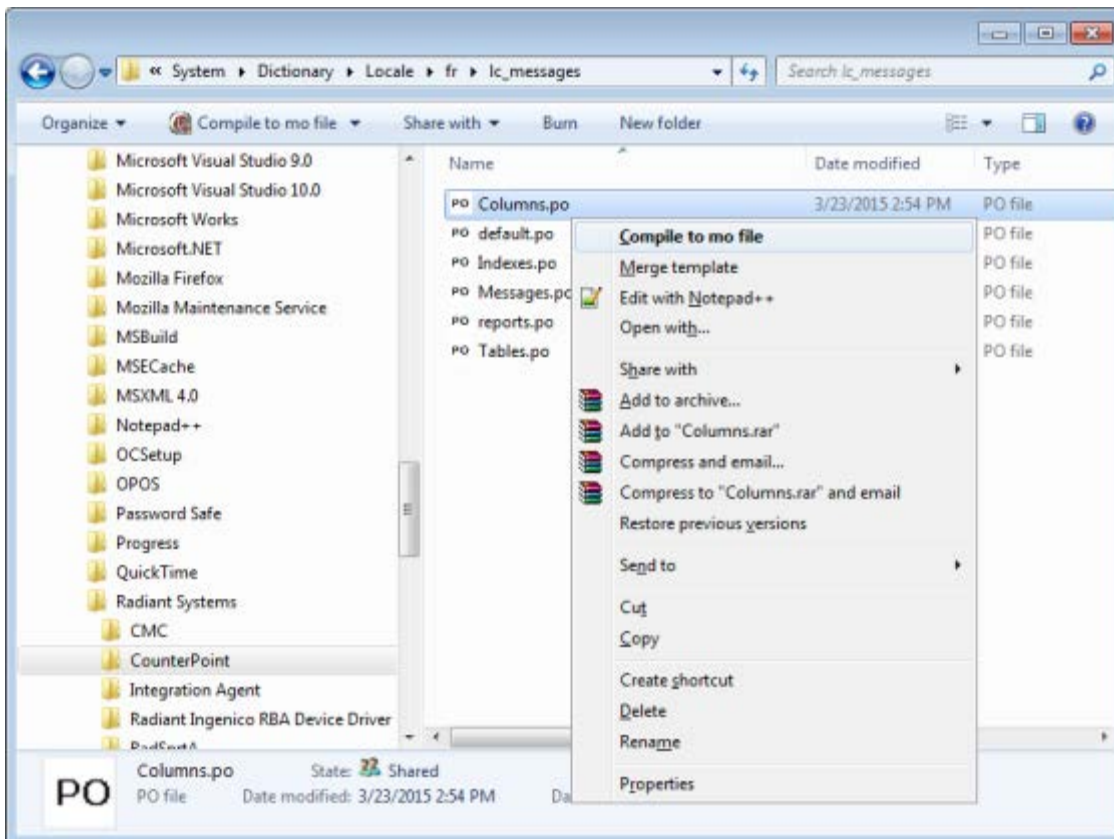 « System ▸ Dictionary ▸ Locale ▸ fr ▸ lc_messages
Search lc_messages
Organize
Compile to mo file
Share with
Burn
New folder
Microsoft Visual Studio 9.0
Microsoft Visual Studio 10.0
Microsoft Works
Microsoft.NET
Mozilla Firefox
Mozilla Maintenance Service
MSBuild
MSECache
MSXML 4.0
Notepad++
OCSetup
OPOS
Password Safe
Progress
QuickTime
Radiant Systems
CMC
CounterPoint
Integration Agent
Radiant Ingenico RBA Device Driver
Name Date modified Type
PO Columns.po 3/23/2015 2:54 PM PO file
PO default.po PO file
PO Indexes.po PO file
PO Messages.po PO file
PO reports.po PO file
PO Tables.po PO file
Compile to mo file
Merge template
Edit with Notepad++
Open with...
Share with
Add to archive...
Add to "Columns.rar"
Compress and email...
Compress to "Columns.rar" and email
Restore previous versions
Send to
Cut
Copy
Create shortcut
Delete
Rename
Properties
PO
Columns.po State: Shared
PO file Date modified: 3/23/2015 2:54 PM Da